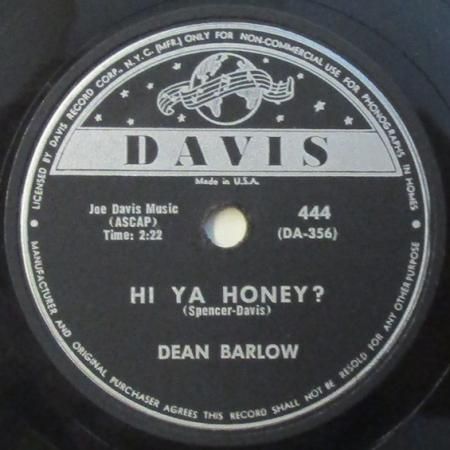 LICENSED BY DAVIS RECORD CORP., N.Y.C. (MFR.) ONLY FOR NON-COMMERCIAL USE FOR PHONOGRAPHS IN HOMES
DAVIS
Made in U.S.A.
Joe Davis Music
(ASCAP)
Time: 2:22
444
(DA-356)
HI YA HONEY?
(Spencer-Davis)
DEAN BARLOW
MANUFACTURER AND ORIGINAL PURCHASER AGREES THIS RECORD SHALL NOT BE RESOLD FOR ANY OTHER PURPOSE